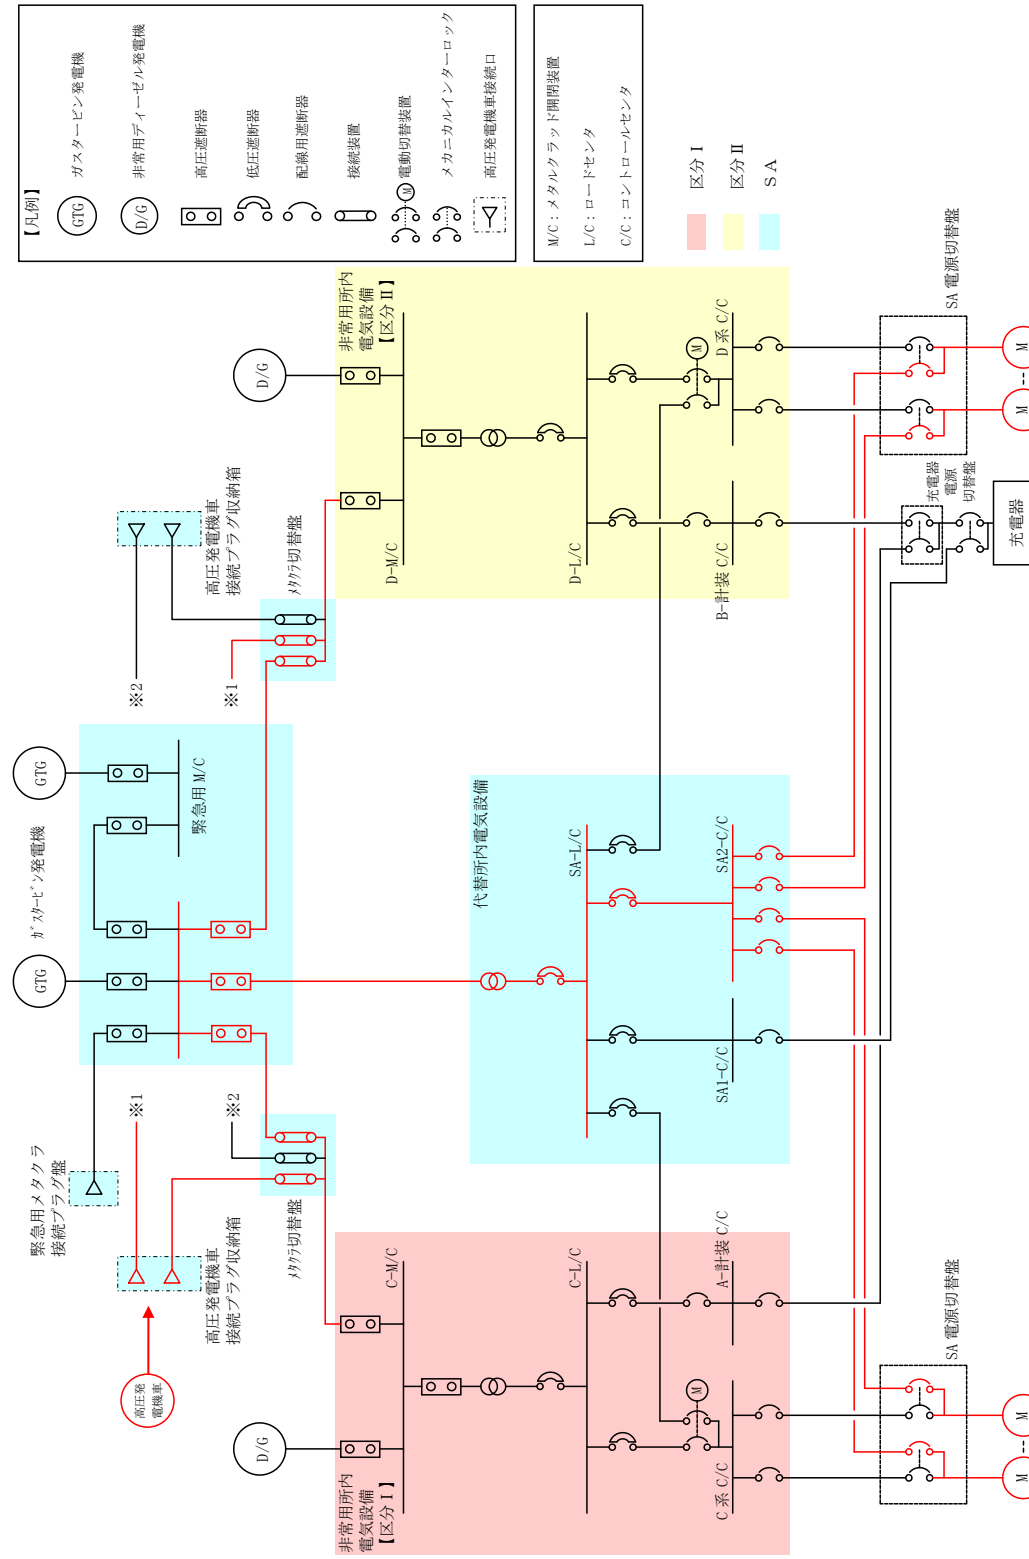 【凡例】
GTG
ガスタービン発電機
D/G
非常用ディーゼル発電機
高圧遮断器
低圧遮断器
配線用遮断器
接続装置
M
電動切替装置
メカニカルインターロック
高圧発電機車接続口
M/C：メタルクラッド開閉装置
L/C：ロードセンタ
C/C：コントロールセンタ
区分Ⅰ
区分Ⅱ
ＳＡ
緊急用メタクラ
接続プラグ盤
高圧発
電機車
高圧発電機車
接続プラグ収納箱
※1
※2
ﾒﾀｸﾗ切替盤
GTG
ｶﾞｽﾀｰﾋﾞﾝ発電機
GTG
緊急用 M/C
※2
※1
高圧発電機車
接続プラグ収納箱
ﾒﾀｸﾗ切替盤
D/G
非常用所内
電気設備
【区分Ⅰ】
C-M/C
C-L/C
M
C 系 C/C
A-計装 C/C
代替所内電気設備
SA-L/C
SA1-C/C
SA2-C/C
D/G
非常用所内
電気設備
【区分Ⅱ】
D-M/C
D-L/C
M
B-計装 C/C
D 系 C/C
SA 電源切替盤
M
M
充電器
電源
切替盤
充電器
SA 電源切替盤
M
M